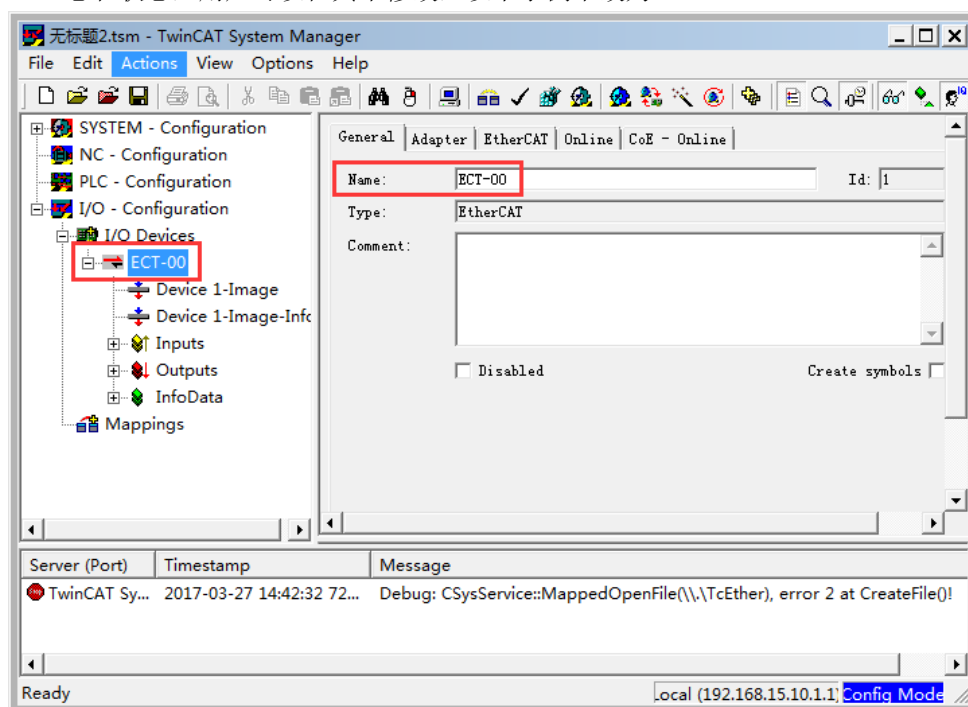 无标题2.tsm - TwinCAT System Manager
File Edit Actions View Options Help
SYSTEM - Configuration
NC - Configuration
PLC - Configuration
I/O - Configuration
I/O Devices
ECT-00
Device 1-Image
Device 1-Image-Info
Inputs
Outputs
InfoData
Mappings
General Adapter EtherCAT Online CoE - Online
Name: ECT-00 Id: 1
Type: EtherCAT
Comment:
Disabled Create symbols
Server (Port) Timestamp Message
TwinCAT Sy... 2017-03-27 14:42:32 72... Debug: CSysService::MappedOpenFile(\\.\TcEther), error 2 at CreateFile()!
Ready Local (192.168.15.10.1.1) Config Mode